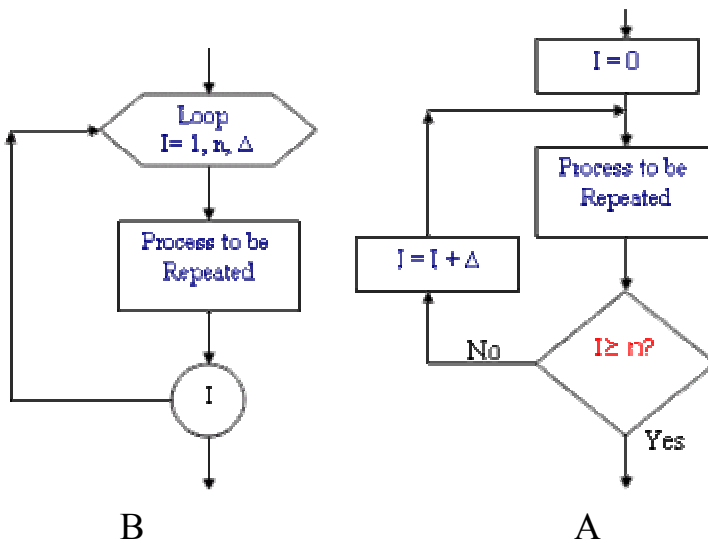 Loop
I= 1, n, Δ
Process to be
Repeated
I
B
I = 0
Process to be
Repeated
I = I + Δ
I ≥ n?
No
Yes
A